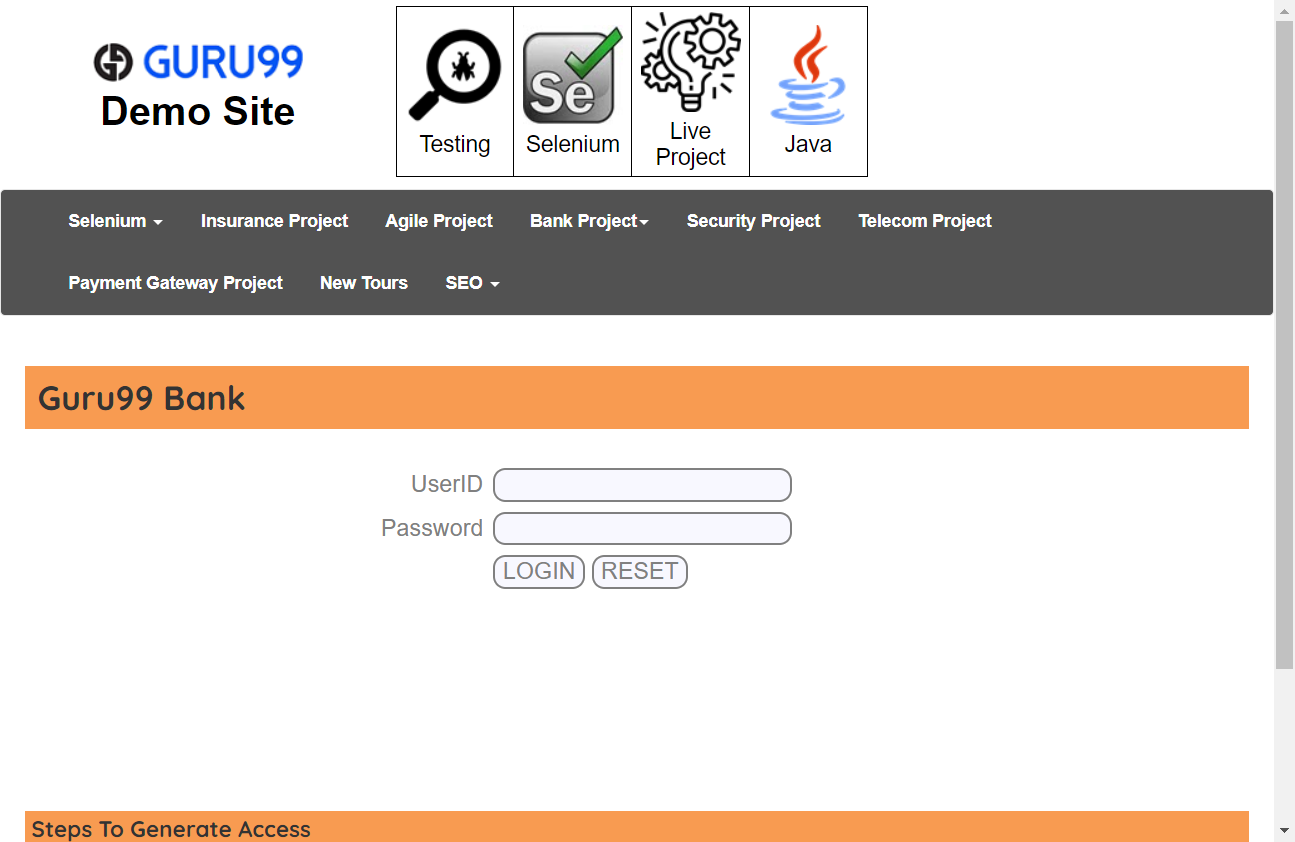 GURU99
Demo Site
Testing
Se
Selenium
Live
Project
Java
Selenium
Insurance Project
Agile Project
Bank Project
Security Project
Telecom Project
Payment Gateway Project
New Tours
SEO
Guru99 Bank
UserID
Password
LOGIN
RESET
Steps To Generate Access